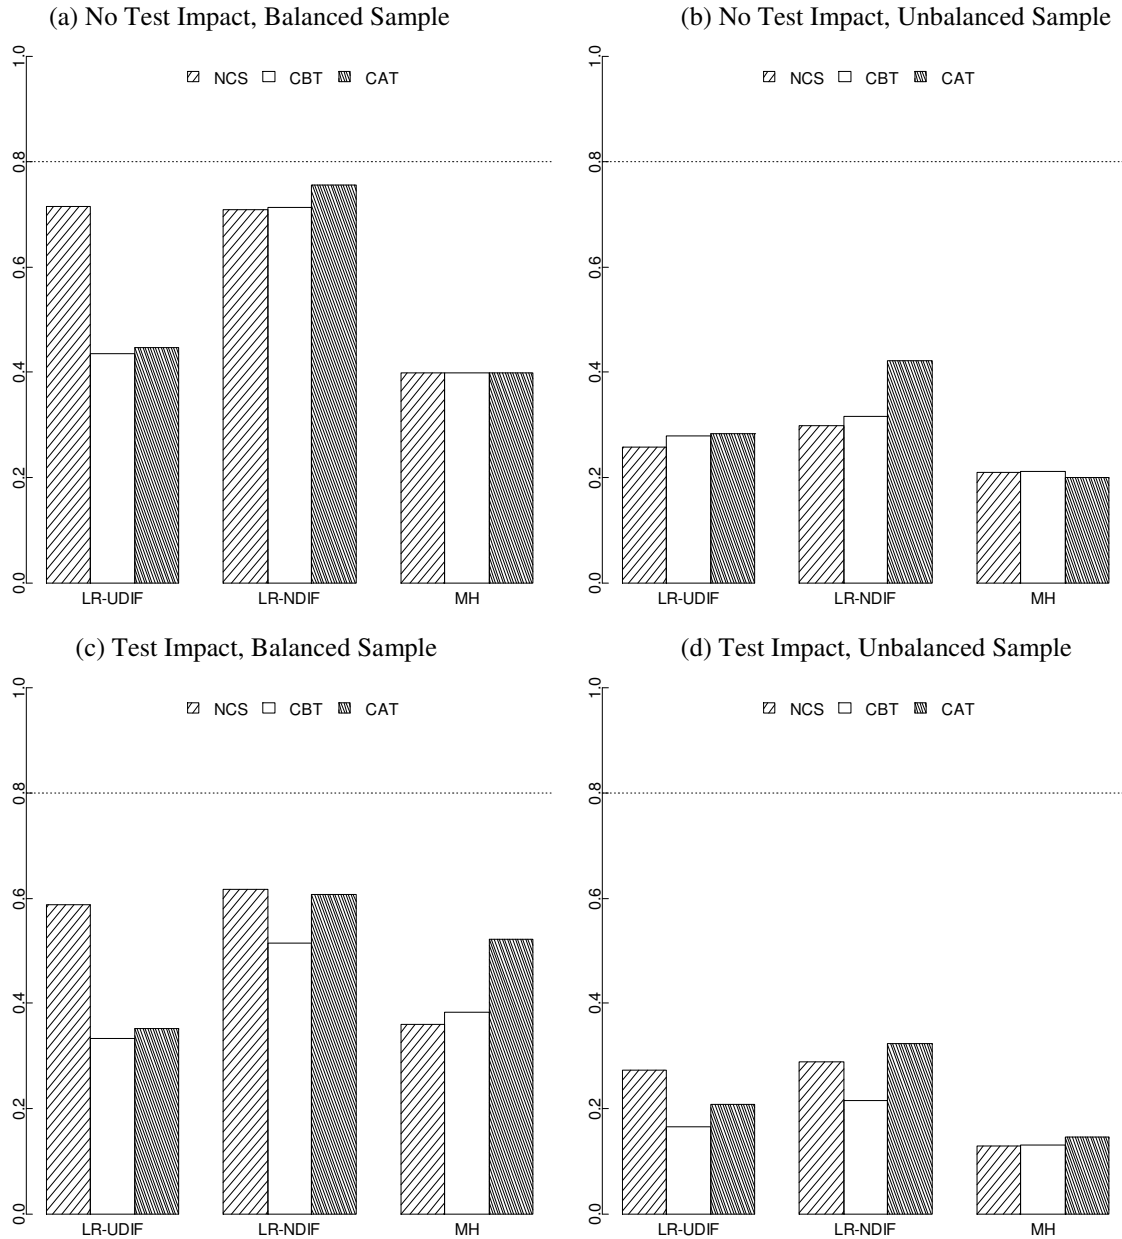 (a) No Test Impact, Balanced Sample
NCS CBT CAT
1.0
0.8
0.6
0.4
0.2
0.0
LR-UDIF LR-NDIF MH
(b) No Test Impact, Unbalanced Sample
NCS CBT CAT
1.0
0.8
0.6
0.4
0.2
0.0
LR-UDIF LR-NDIF MH
(c) Test Impact, Balanced Sample
NCS CBT CAT
1.0
0.8
0.6
0.4
0.2
0.0
LR-UDIF LR-NDIF MH
(d) Test Impact, Unbalanced Sample
NCS CBT CAT
1.0
0.8
0.6
0.4
0.2
0.0
LR-UDIF LR-NDIF MH